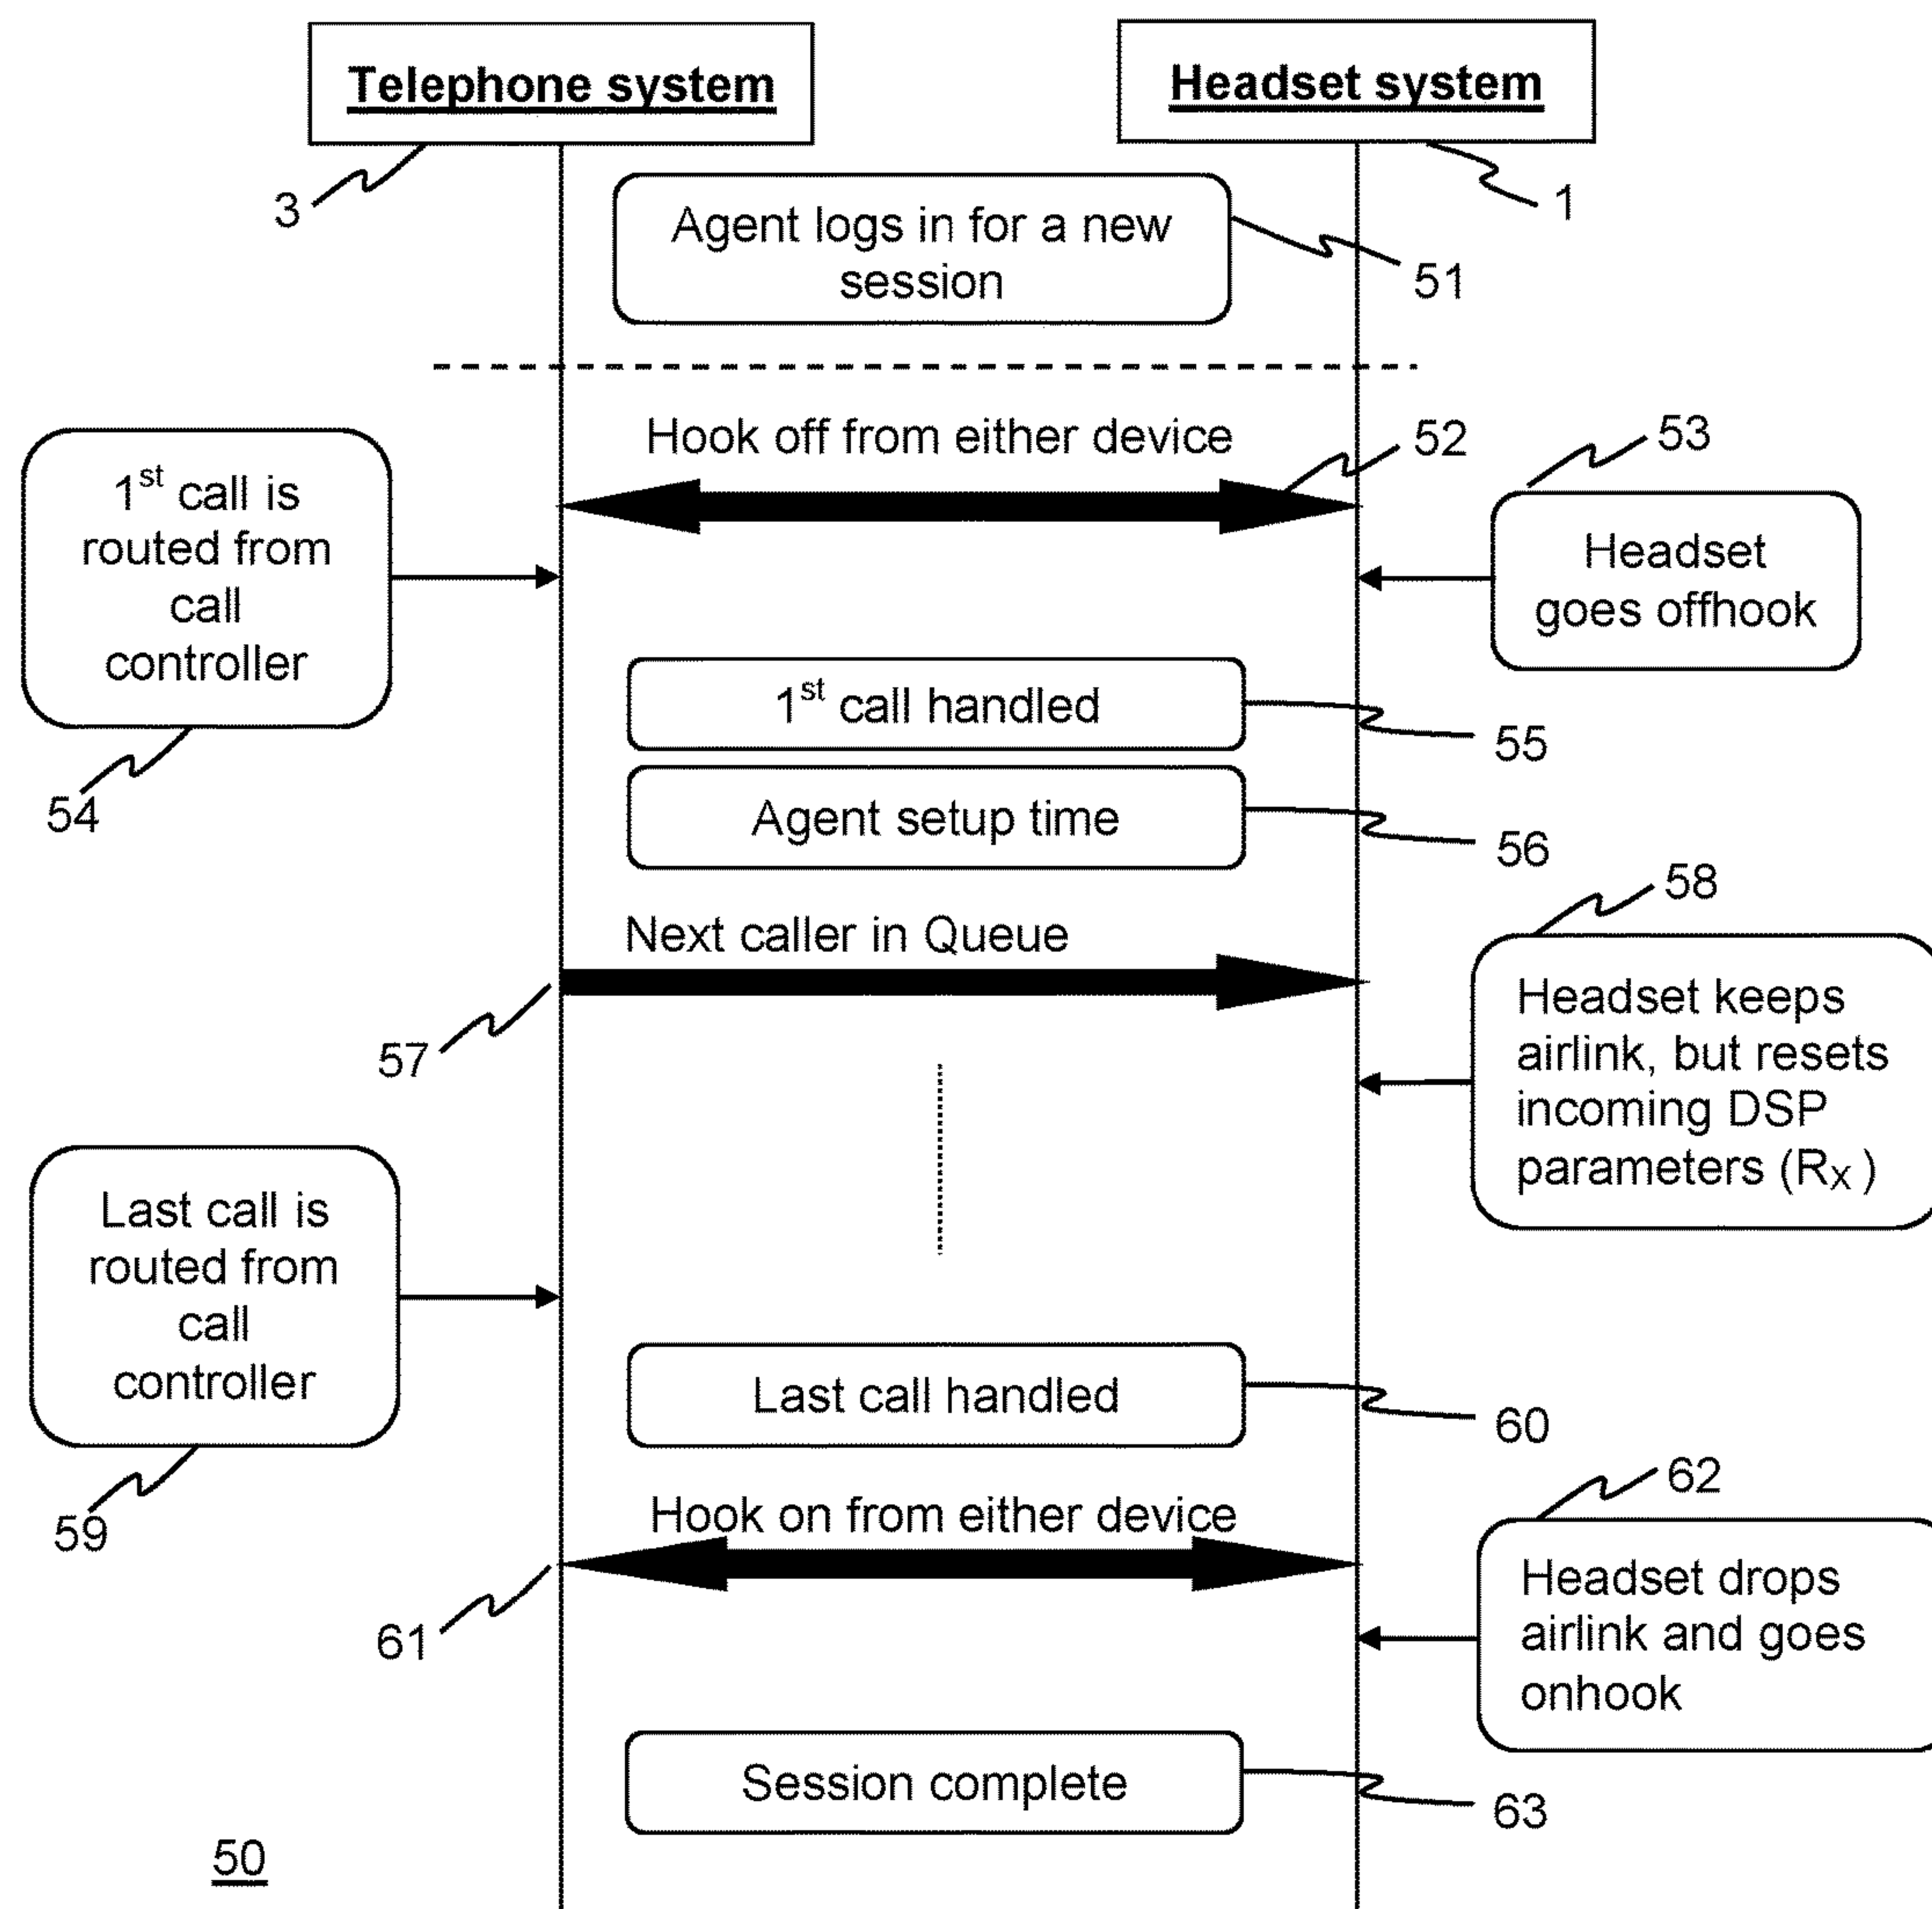 Telephone system
Headset system
3
1
Agent logs in for a new
session
51
Hook off from either device
52
53
1st call is
routed from
call
controller
54
Headset
goes offhook
1st call handled
55
Agent setup time
56
Next caller in Queue
57
58
Headset keeps
airlink, but resets
incoming DSP
parameters (RX )
Last call is
routed from
call
controller
59
Last call handled
60
Hook on from either device
61
62
Headset drops
airlink and goes
onhook
Session complete
63
50